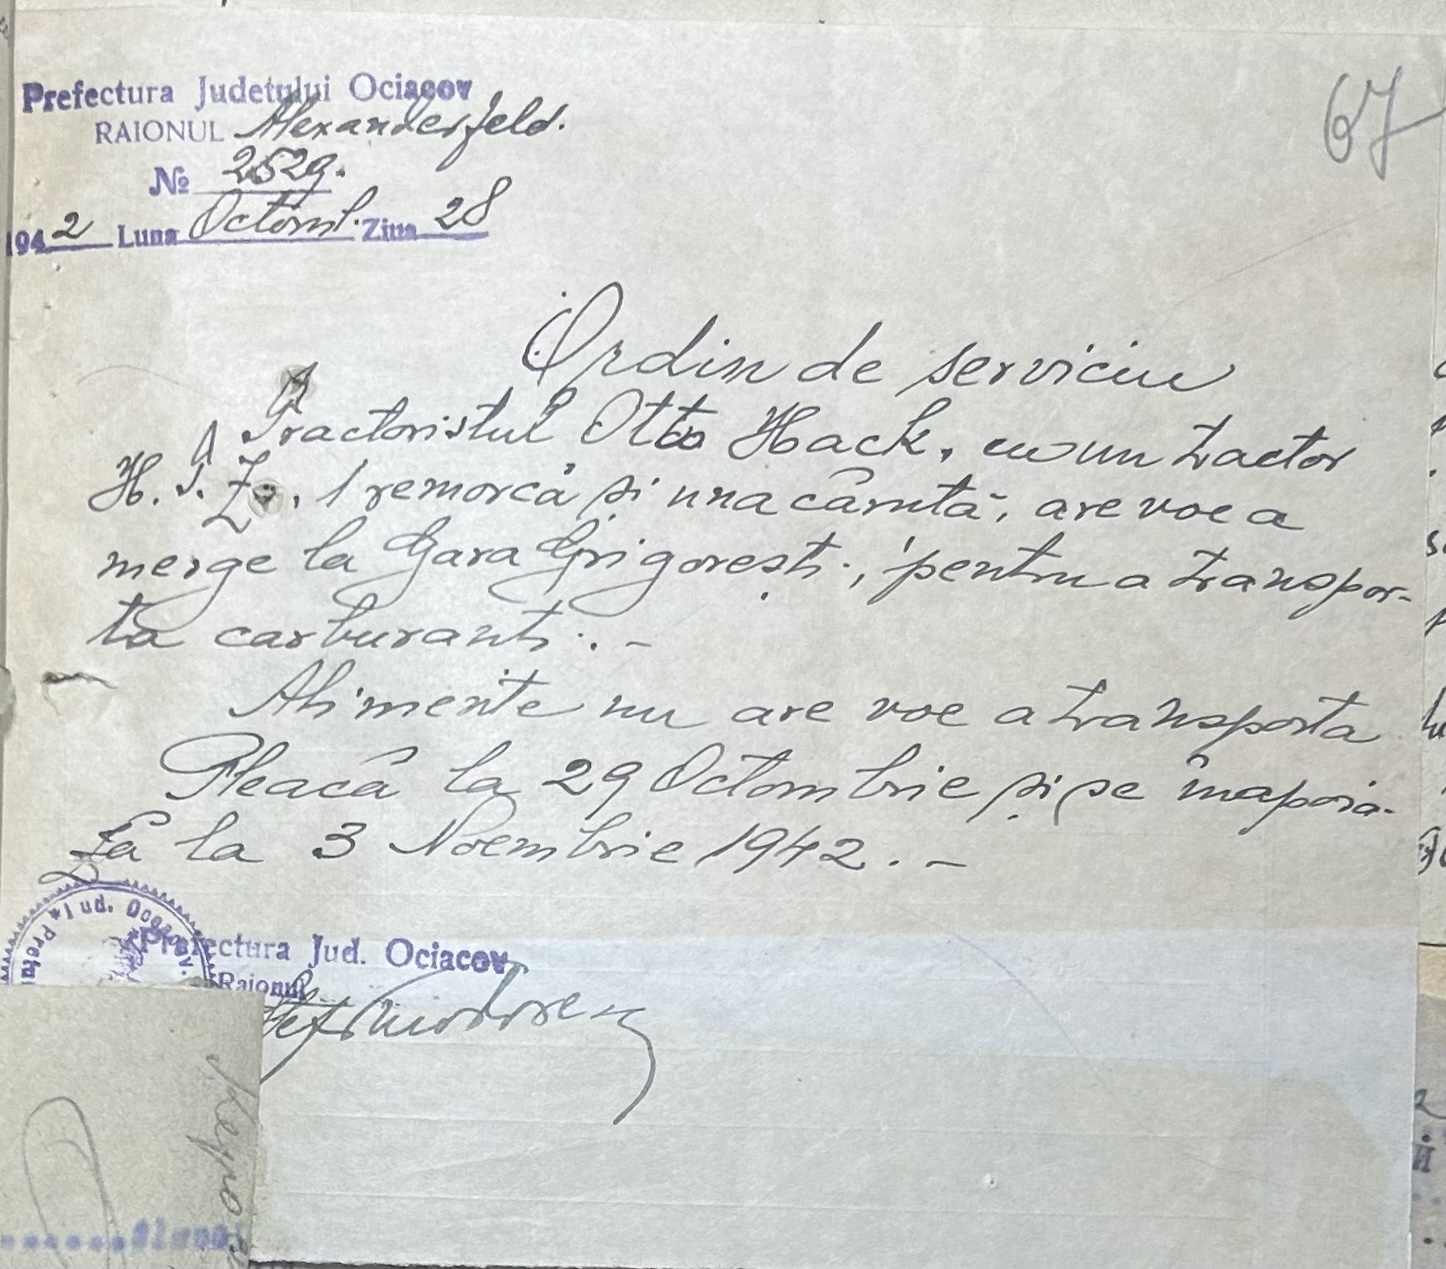 67
Prefectura Judetului Ociacov
RAIONUL Alexanderfeld.
№ 2529.
1942 Luna Octomb. Ziua 28
Ordin de serviciu
Tractoristul Otto Hack, cu un tractor
H.T.Z., 1 remorcă și una căruță, are voe a
merge la Gara Grigorești, pentru a transpor-
ta carburanți. –
Alimente nu are voe a transporta
Pleacă la 29 Octombrie și se înapoia-
ză la 3 Noembrie 1942. –
Jud. Oceacov.
Prefectura Jud. Ociacov
Raionul